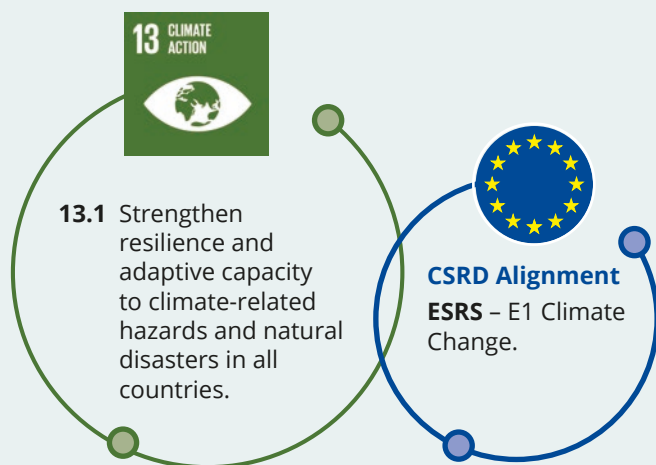 13 CLIMATE
ACTION
13.1 Strengthen
resilience and
adaptive capacity
to climate-related
hazards and natural
disasters in all
countries.
CSRD Alignment
ESRS – E1 Climate
Change.